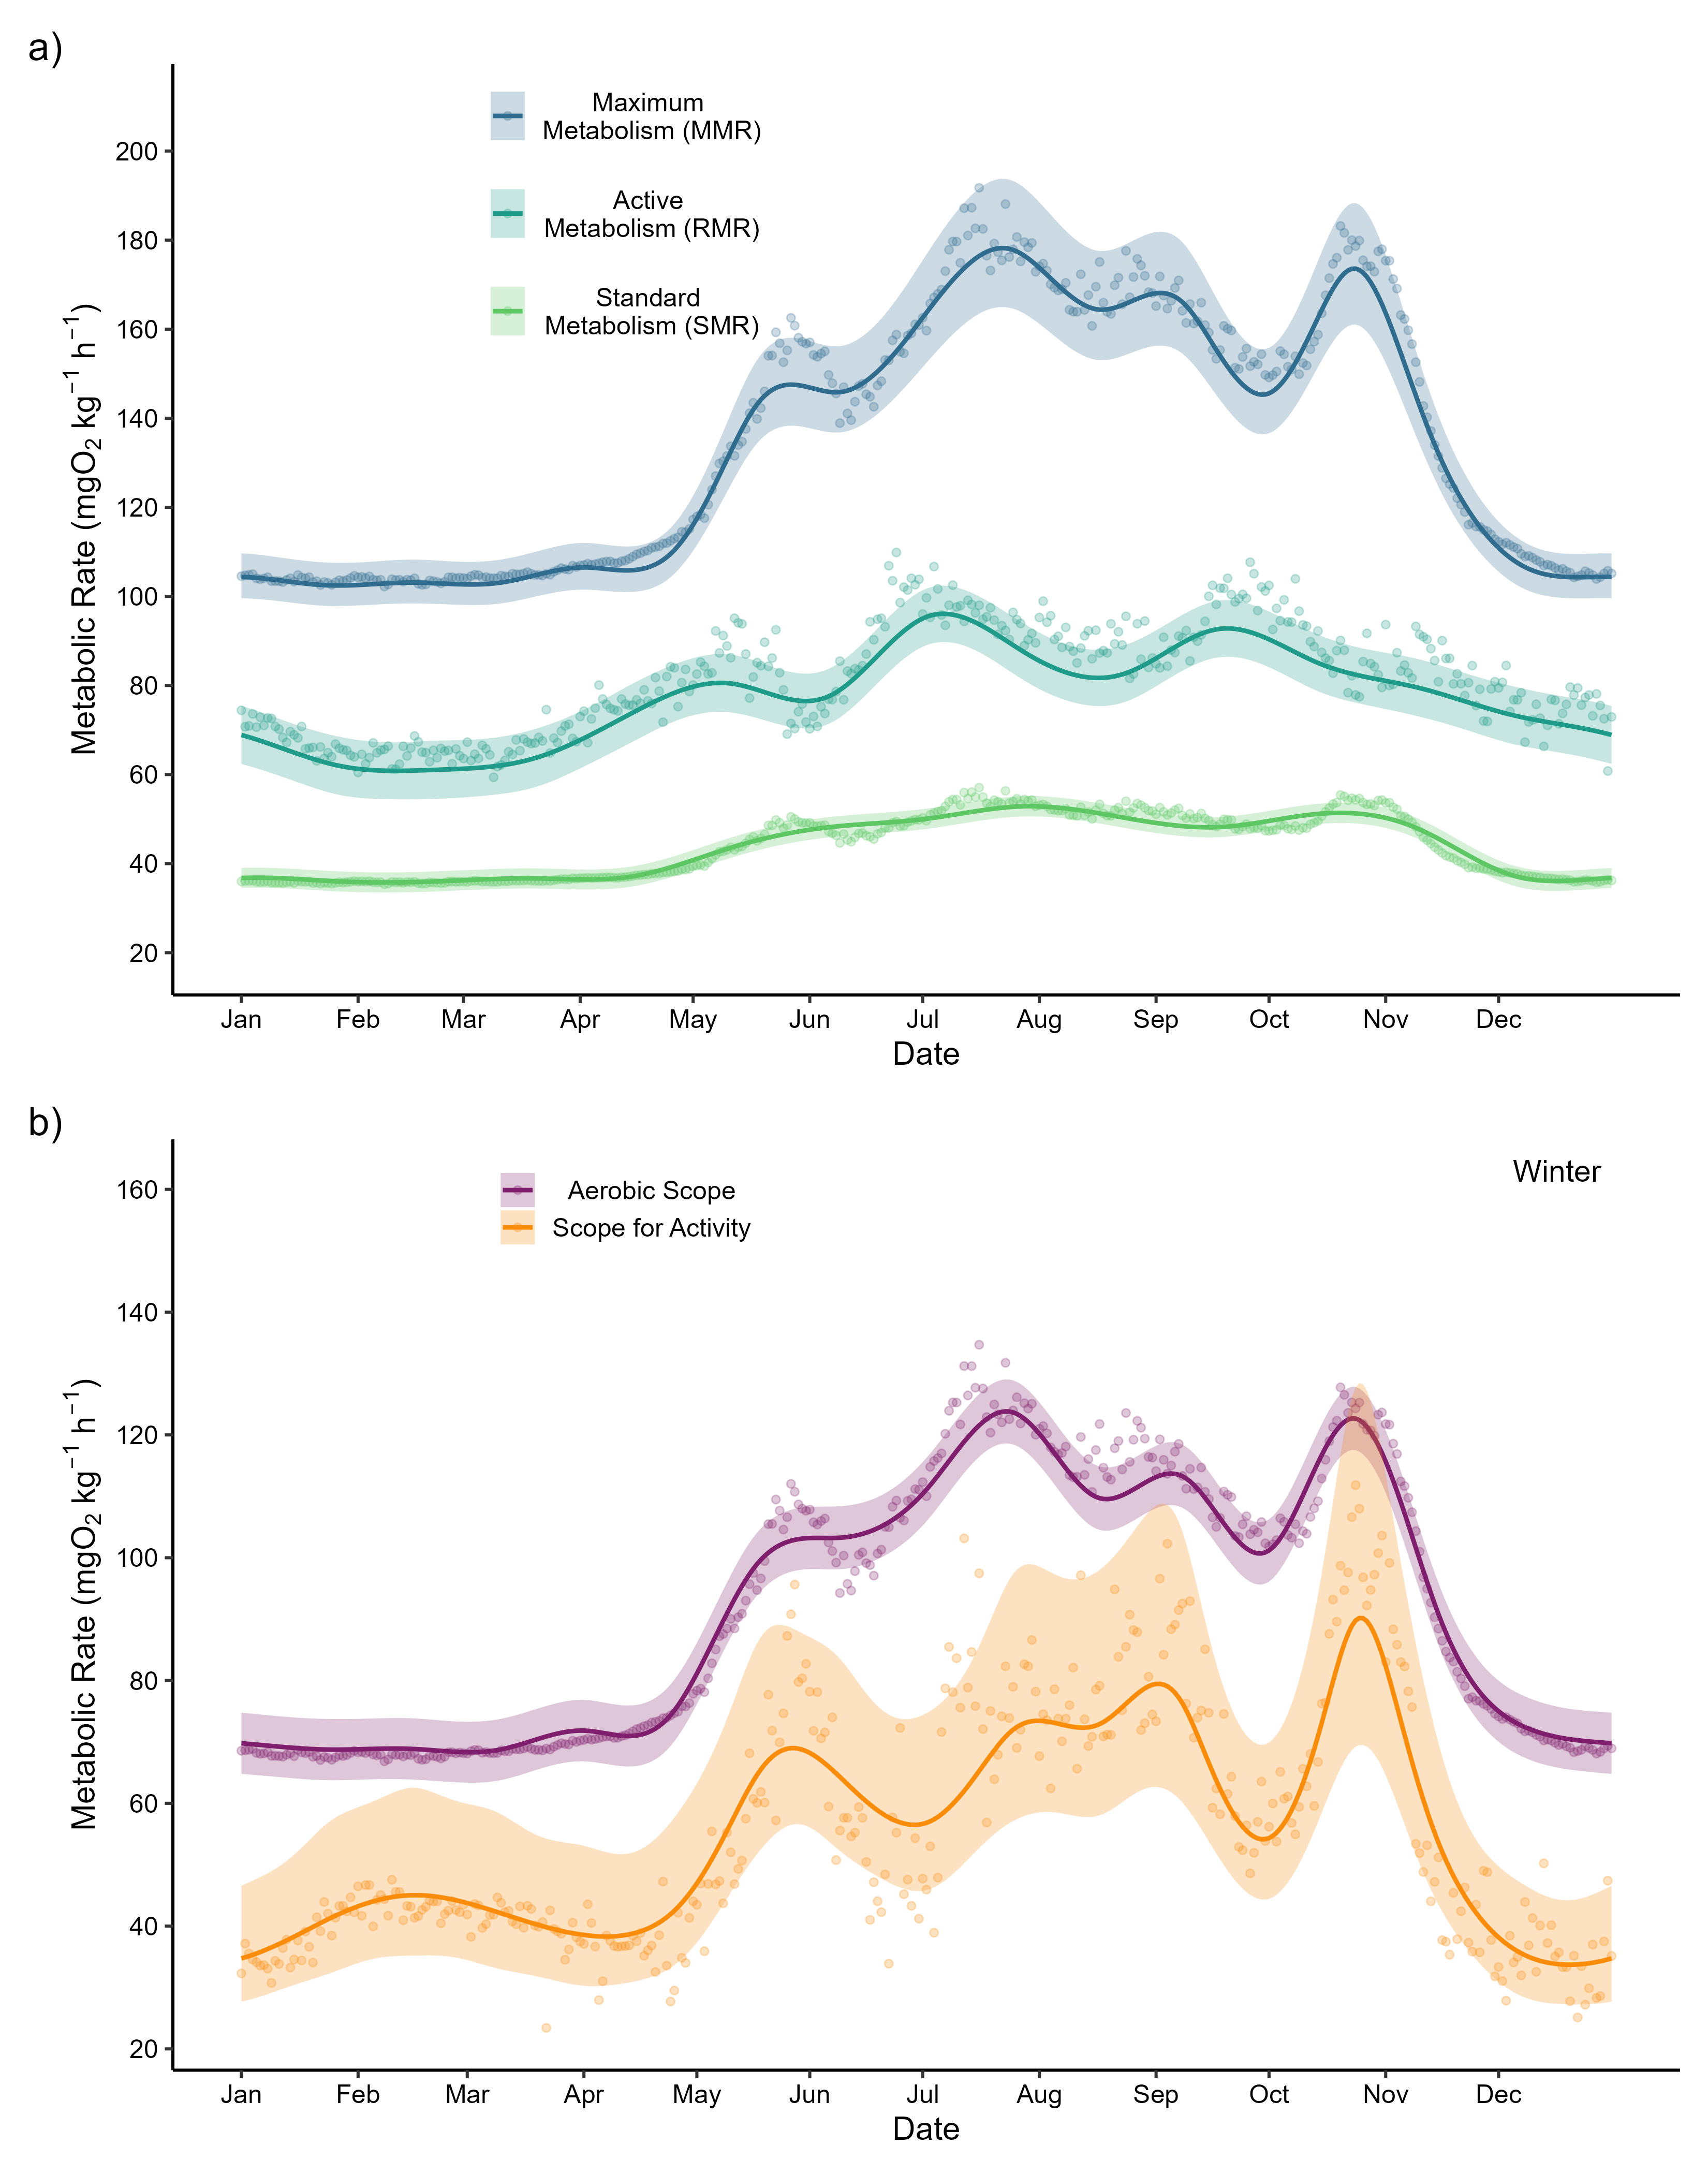 a)
Maximum
Metabolism (MMR)
Active
Metabolism (RMR)
Standard
Metabolism (SMR)
Metabolic Rate (mgO₂ kg⁻¹ h⁻¹)
200
180
160
140
120
100
80
60
40
20
Jan Feb Mar Apr May Jun Jul Aug Sep Oct Nov Dec
Date
b)
Winter
Aerobic Scope
Scope for Activity
Metabolic Rate (mgO₂ kg⁻¹ h⁻¹)
160
140
120
100
80
60
40
20
Jan Feb Mar Apr May Jun Jul Aug Sep Oct Nov Dec
Date